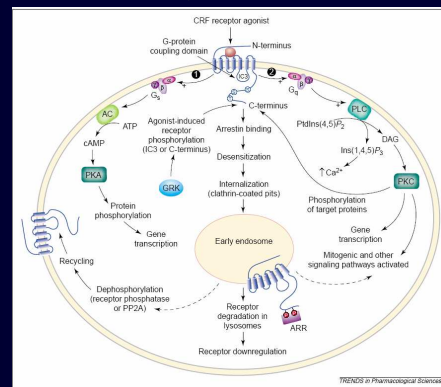 CRF receptor agonist
G-protein
coupling domain
N-terminus
IC3
1
2
α
β
γ
Gs
+
α
β
γ
Gq
+
AC
ATP
cAMP
PKA
Protein
phosphorylation
Gene
transcription
Agonist-induced
receptor
phosphorylation
(IC3 or C-terminus)
GRK
C-terminus
Arrestin binding
Desensitization
Internalization
(clathrin-coated pits)
PLC
PtdIns(4,5)P2
DAG
Ins(1,4,5)P3
↑Ca2+
PKC
Phosphorylation
of target proteins
Gene
transcription
Mitogenic and other
signaling pathways activated
Early endosome
Recycling
Dephosphorylation
(receptor phosphatase
or PP2A)
Receptor
degradation in
lysosomes
ARR
Receptor downregulation
TRENDS in Pharmacological Sciences